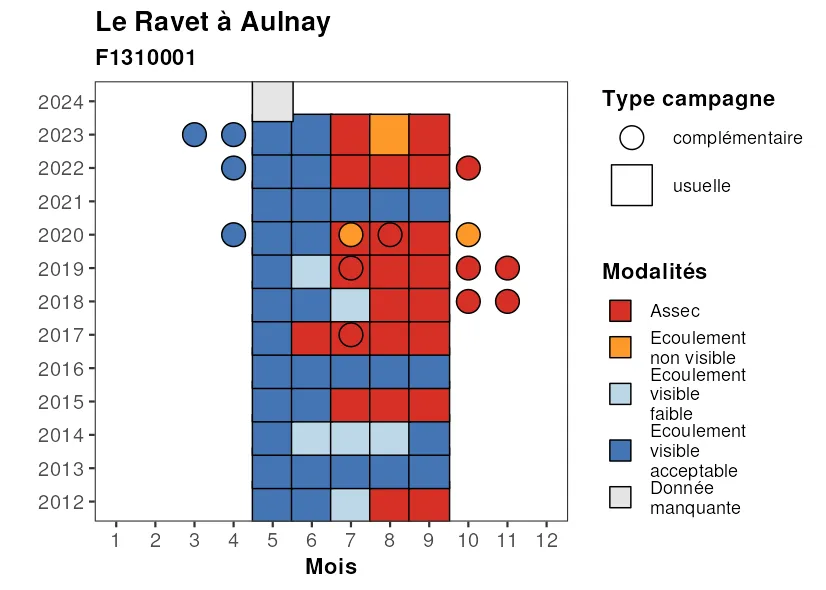 Le Ravet à Aulnay
F1310001
2024
2023
2022
2021
2020
2019
2018
2017
2016
2015
2014
2013
2012
1 2 3 4 5 6 7 8 9 10 11 12
Mois
Type campagne
complémentaire
usuelle
Modalités
Assec
Ecoulement
non visible
Ecoulement
visible
faible
Ecoulement
visible
acceptable
Donnée
manquante